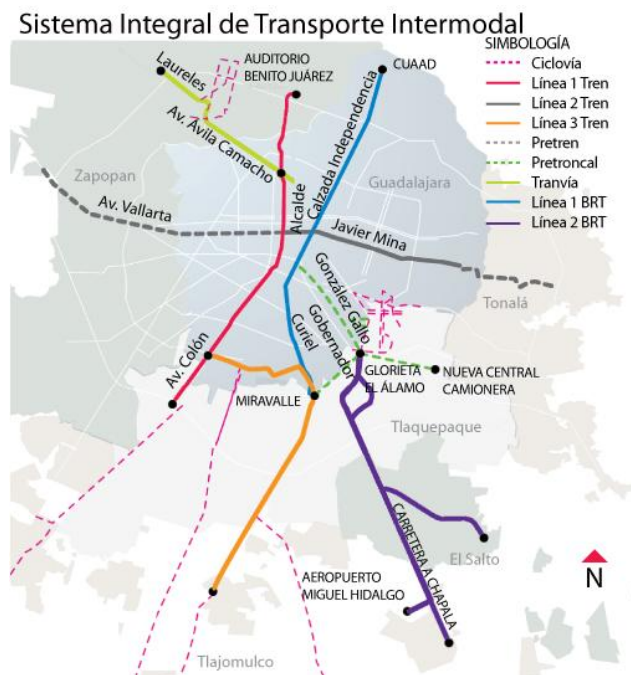 Sistema Integral de Transporte Intermodal
SIMBOLOGÍA
Ciclovía
Línea 1 Tren
Línea 2 Tren
Línea 3 Tren
Pretren
Pretroncal
Tranvía
Línea 1 BRT
Línea 2 BRT
Laureles
AUDITORIO
BENITO JUÁREZ
CUAAD
Av. Ávila Camacho
Calzada Independencia
Zapopan
Guadalajara
Av. Vallarta
Alcalde
Javier Mina
González Gallo
Tonalá
Gobernador
Curiel
Av. Colón
GLORIETA
EL ÁLAMO
NUEVA CENTRAL
CAMIONERA
MIRAVALLE
Tlaquepaque
CARRETERA A CHAPALA
El Salto
AEROPUERTO
MIGUEL HIDALGO
N
Tlajomulco